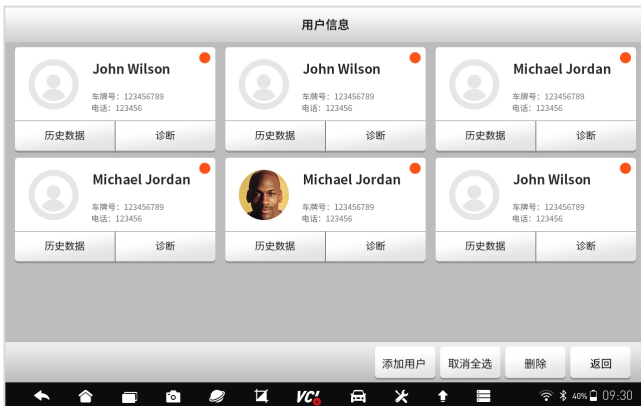 用户信息
John Wilson
车牌号：123456789
电话：123456
历史数据
诊断
John Wilson
车牌号：123456789
电话：123456
历史数据
诊断
Michael Jordan
车牌号：123456789
电话：123456
历史数据
诊断
Michael Jordan
车牌号：123456789
电话：123456
历史数据
诊断
Michael Jordan
车牌号：123456789
电话：123456
历史数据
诊断
John Wilson
车牌号：123456789
电话：123456
历史数据
诊断
添加用户
取消全选
删除
返回
VCI
40%
09:30